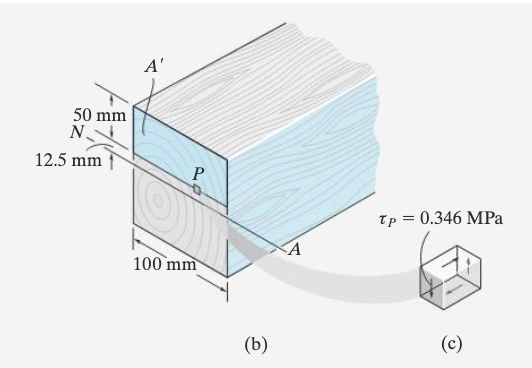 A'
50 mm
N
12.5 mm
P
τP = 0.346 MPa
A
100 mm
(b)
(c)